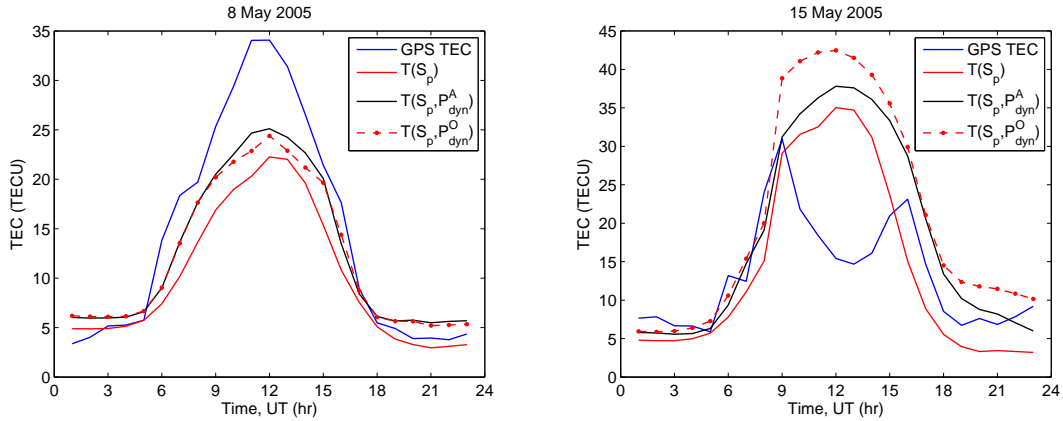 8 May 2005
35
30
25
20
15
10
5
0
TEC (TECU)
0 3 6 9 12 15 18 21 24
Time, UT (hr)
GPS TEC
T(S_p)
T(S_p,P^A_dyn)
T(S_p,P^O_dyn)
15 May 2005
45
40
35
30
25
20
15
10
5
0
TEC (TECU)
0 3 6 9 12 15 18 21 24
Time, UT (hr)
GPS TEC
T(S_p)
T(S_p,P^A_dyn)
T(S_p,P^O_dyn)